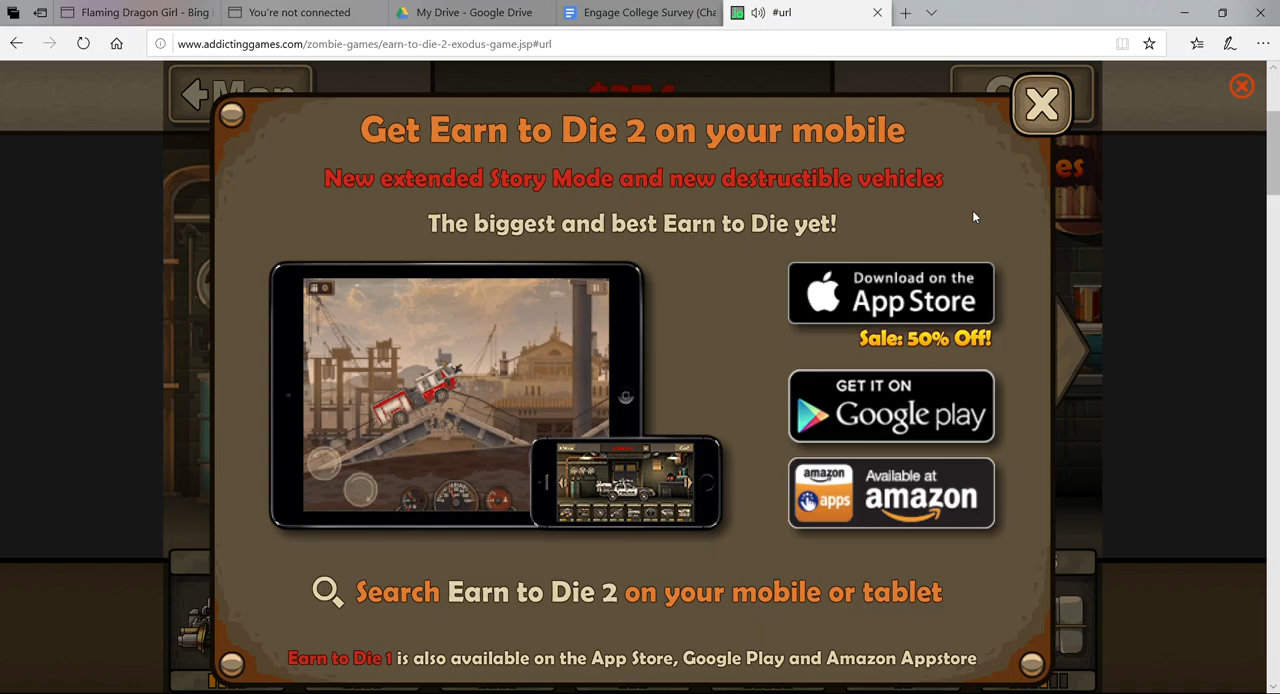 Flaming Dragon Girl - Bing i
You're not connected
My Drive - Google Drive
Engage College Survey (Cha
#url
www.addictinggames.com/zombie-games/earn-to-die-2-exodus-game.jsp#url
Map
Get Earn to Die 2 on your mobile
New extended Story Mode and new destructible vehicles
The biggest and best Earn to Die yet!
Download on the
App Store
Sale: 50% Off!
GET IT ON
Google play
amazon
apps
Available at
amazon
Search Earn to Die 2 on your mobile or tablet
Earn to Die 1 is also available on the App Store, Google Play and Amazon Appstore